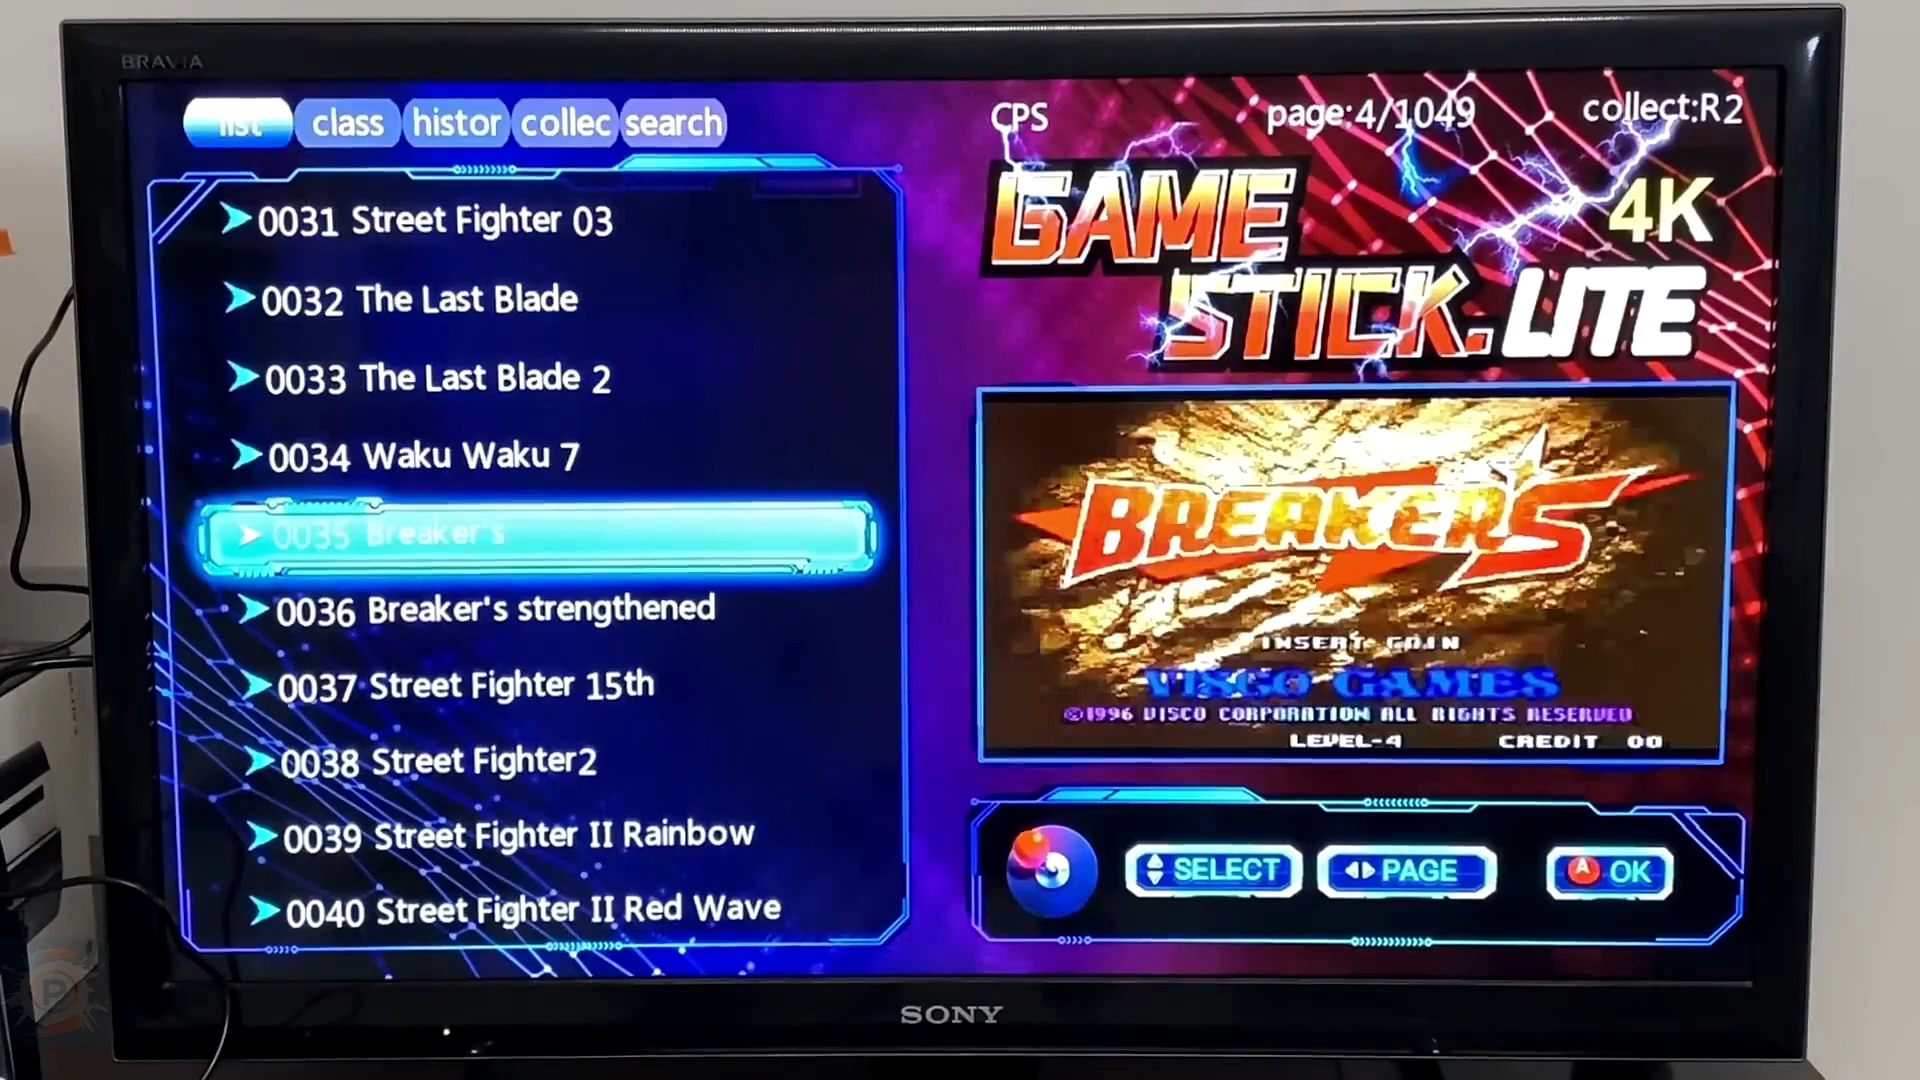 BRAVIA
list class histor collec search
CPS page:4/1049 collect:R2
GAME 4K
STICK. LITE
0031 Street Fighter 03
0032 The Last Blade
0033 The Last Blade 2
0034 Waku Waku 7
0035 Breaker's
0036 Breaker's strengthened
0037 Street Fighter 15th
0038 Street Fighter2
0039 Street Fighter II Rainbow
0040 Street Fighter II Red Wave
BREAKERS
INSERT COIN
VISCO GAMES
©1996 VISCO CORPORATION ALL RIGHTS RESERVED
LEVEL-4 CREDIT 00
SELECT PAGE A OK
SONY
P